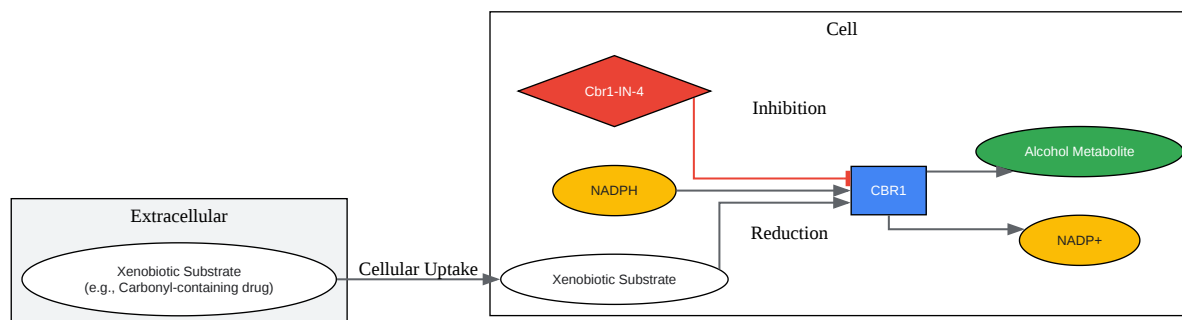 Cell
Cbr1-IN-4
Inhibition
Alcohol Metabolite
NADPH
CBR1
Extracellular
Reduction
NADP+
Xenobiotic Substrate
(e.g., Carbonyl-containing drug)
Cellular Uptake
Xenobiotic Substrate